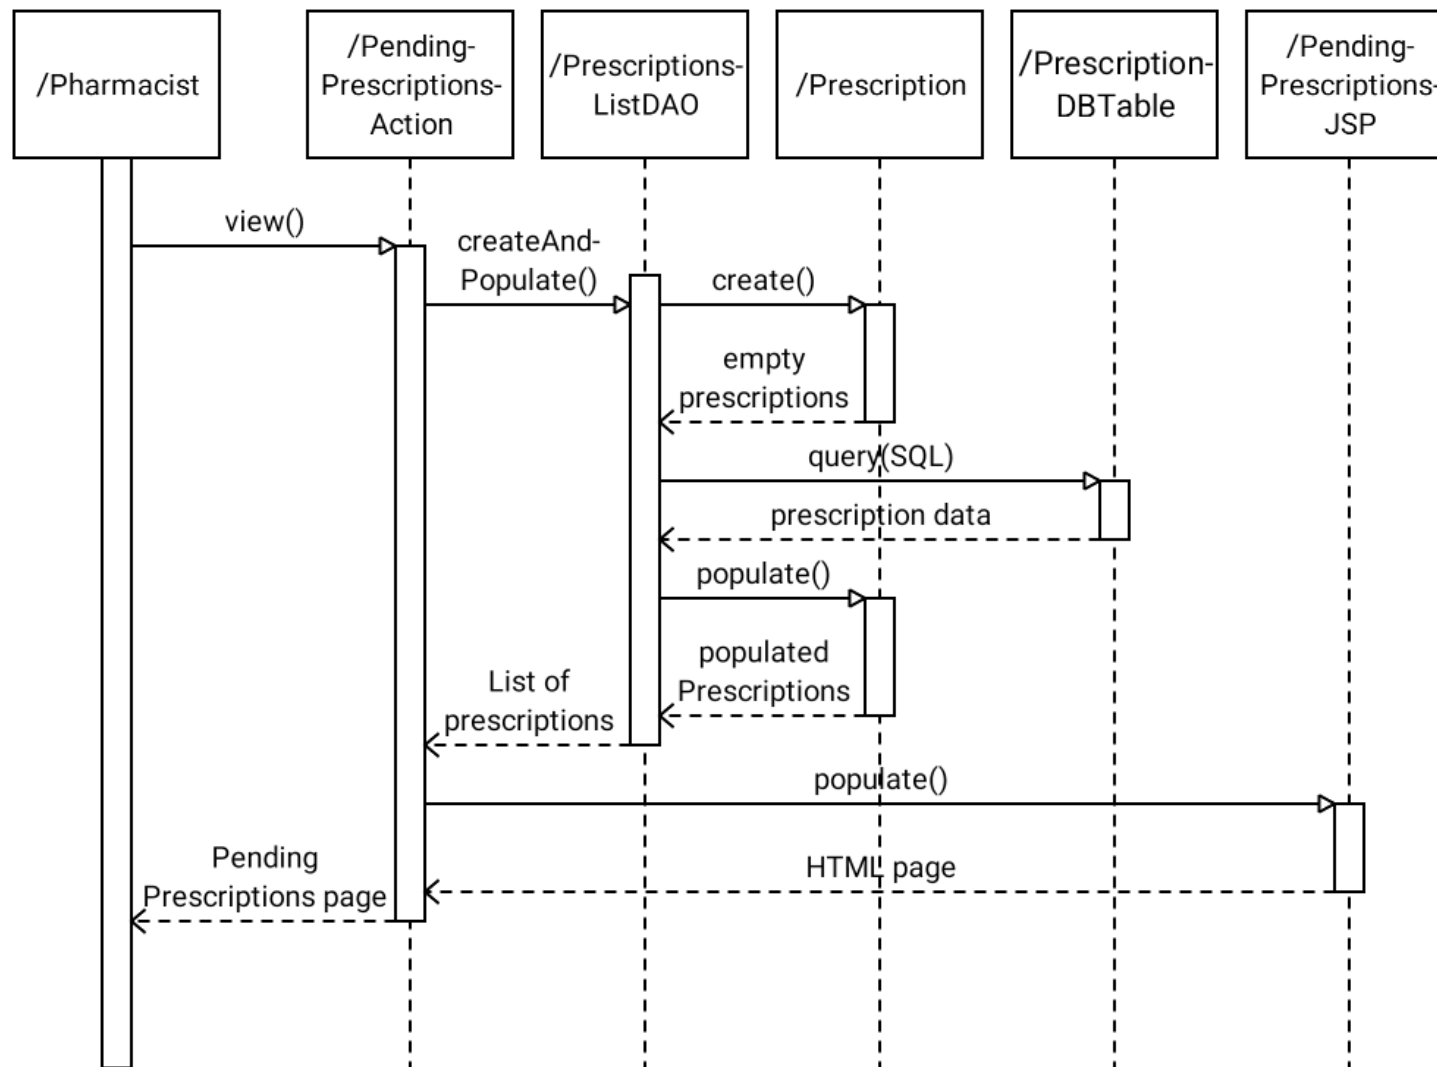 /Pharmacist
/Pending-
Prescriptions-
Action
/Prescriptions-
ListDAO
/Prescription
/Prescription-
DBTable
/Pending-
Prescriptions-
JSP
view()
createAnd-
Populate()
create()
empty
prescriptions
query(SQL)
prescription data
populate()
populated
Prescriptions
List of
prescriptions
populate()
HTML page
Pending
Prescriptions page